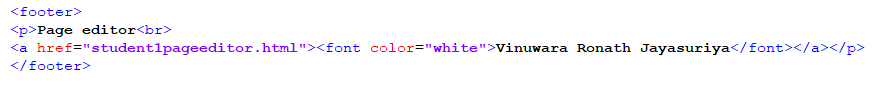 <footer>
<p>Page editor<br>
<a href="student1pageeditor.html"><font color="white">Vinuwara Ronath Jayasuriya</font></a></p>
</footer>